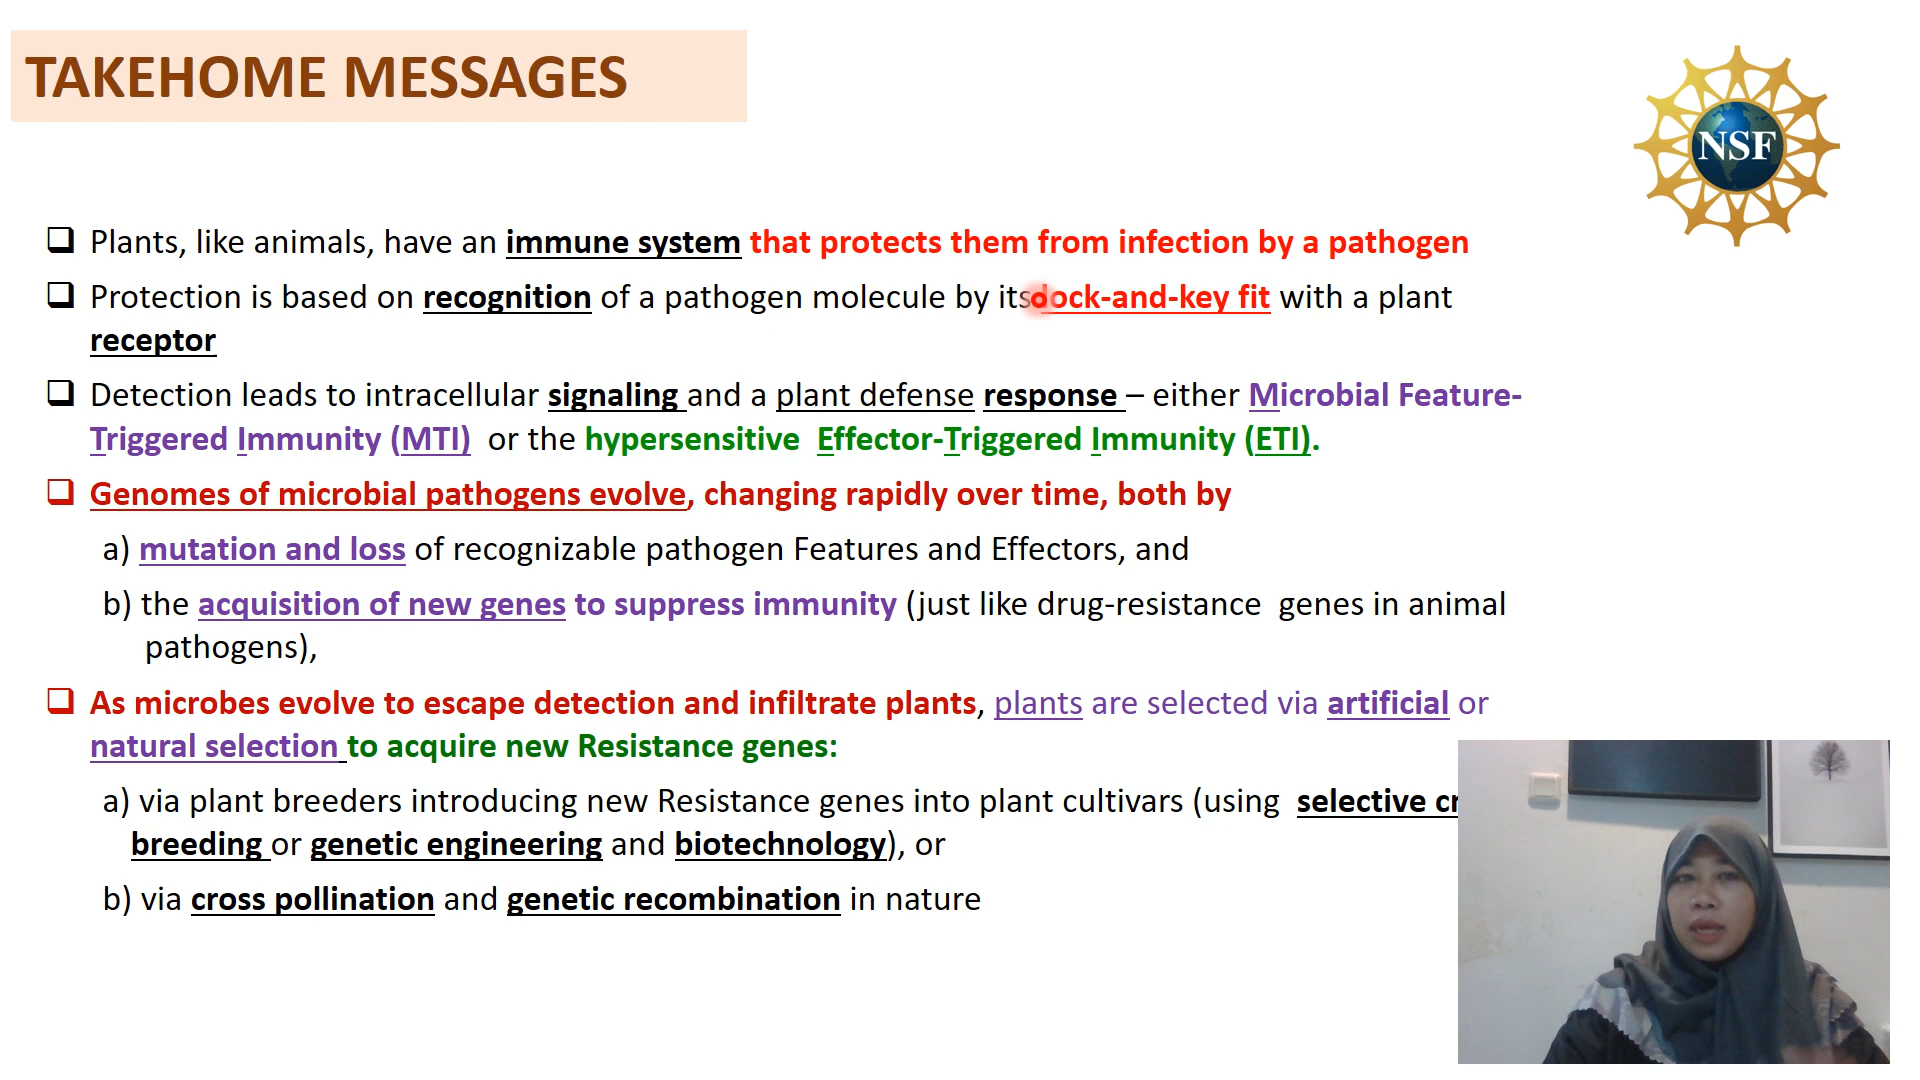 TAKEHOME MESSAGES
NSF
Plants, like animals, have an immune system that protects them from infection by a pathogen
Protection is based on recognition of a pathogen molecule by its lock-and-key fit with a plant
receptor
Detection leads to intracellular signaling and a plant defense response – either Microbial Feature-
Triggered Immunity (MTI) or the hypersensitive Effector-Triggered Immunity (ETI).
Genomes of microbial pathogens evolve, changing rapidly over time, both by
a) mutation and loss of recognizable pathogen Features and Effectors, and
b) the acquisition of new genes to suppress immunity (just like drug-resistance genes in animal
pathogens),
As microbes evolve to escape detection and infiltrate plants, plants are selected via artificial or
natural selection to acquire new Resistance genes:
a) via plant breeders introducing new Resistance genes into plant cultivars (using selective cr
breeding or genetic engineering and biotechnology), or
b) via cross pollination and genetic recombination in nature